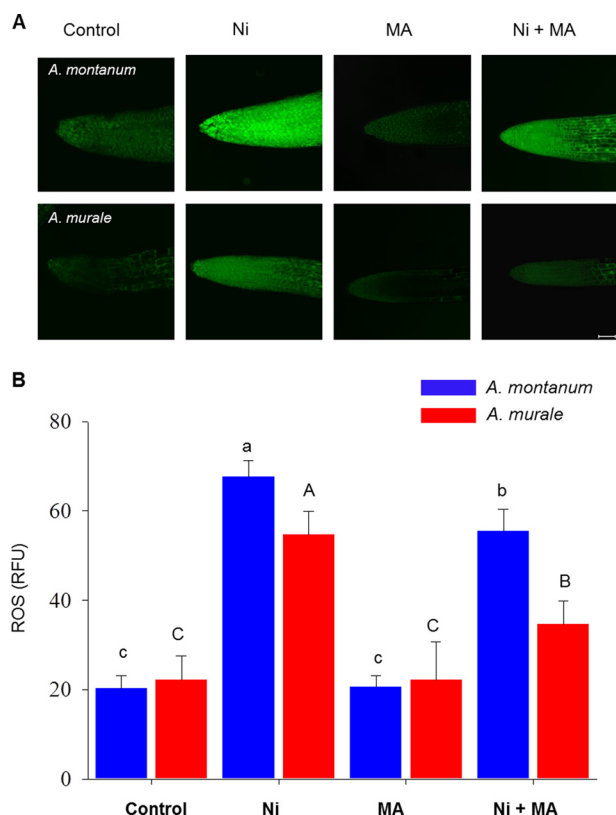 A
Control Ni MA Ni + MA
A. montanum
A. murale
B
A. montanum
A. murale
80
60
40
20
0
ROS (RFU)
c C a A c C b B
Control Ni MA Ni + MA